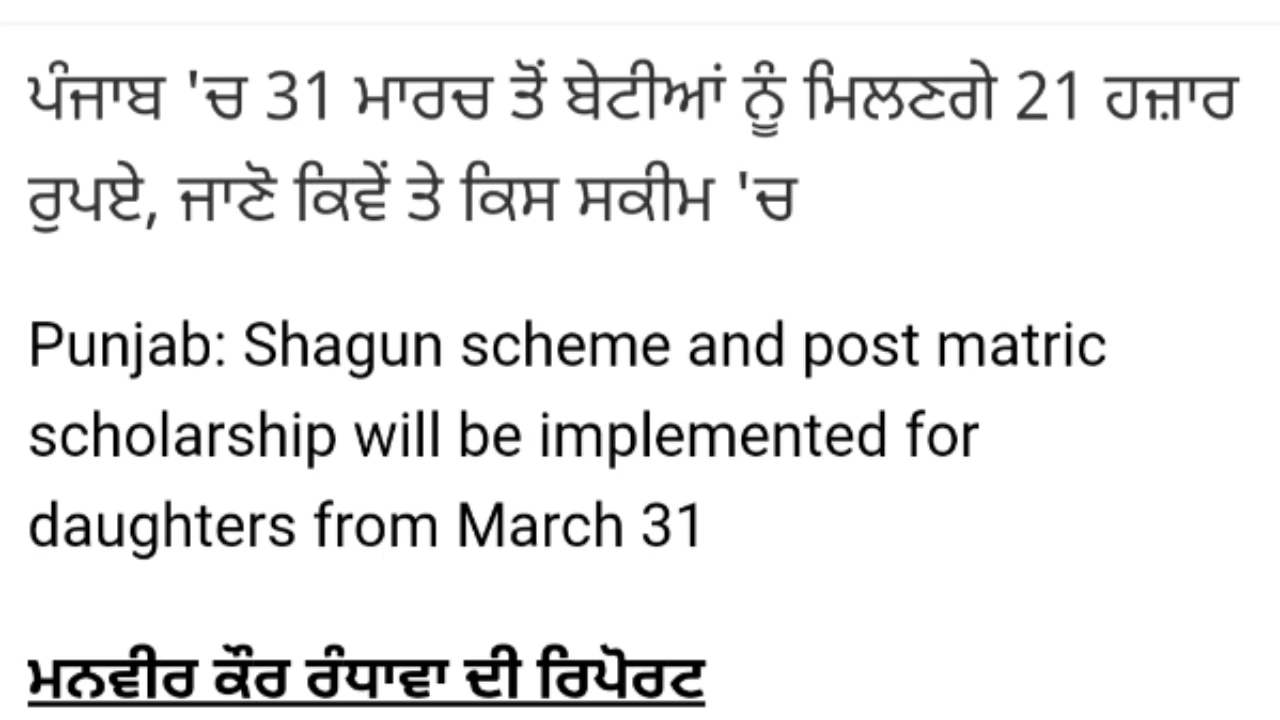 ਪੰਜਾਬ 'ਚ 31 ਮਾਰਚ ਤੋਂ ਬੇਟੀਆਂ ਨੂੰ ਮਿਲਣਗੇ 21 ਹਜ਼ਾਰ
ਰੁਪਏ, ਜਾਣੋ ਕਿਵੇਂ ਤੇ ਕਿਸ ਸਕੀਮ 'ਚ
Punjab: Shagun scheme and post matric
scholarship will be implemented for
daughters from March 31
ਮਨਵੀਰ ਕੌਰ ਰੰਧਾਵਾ ਦੀ ਰਿਪੋਰਟ